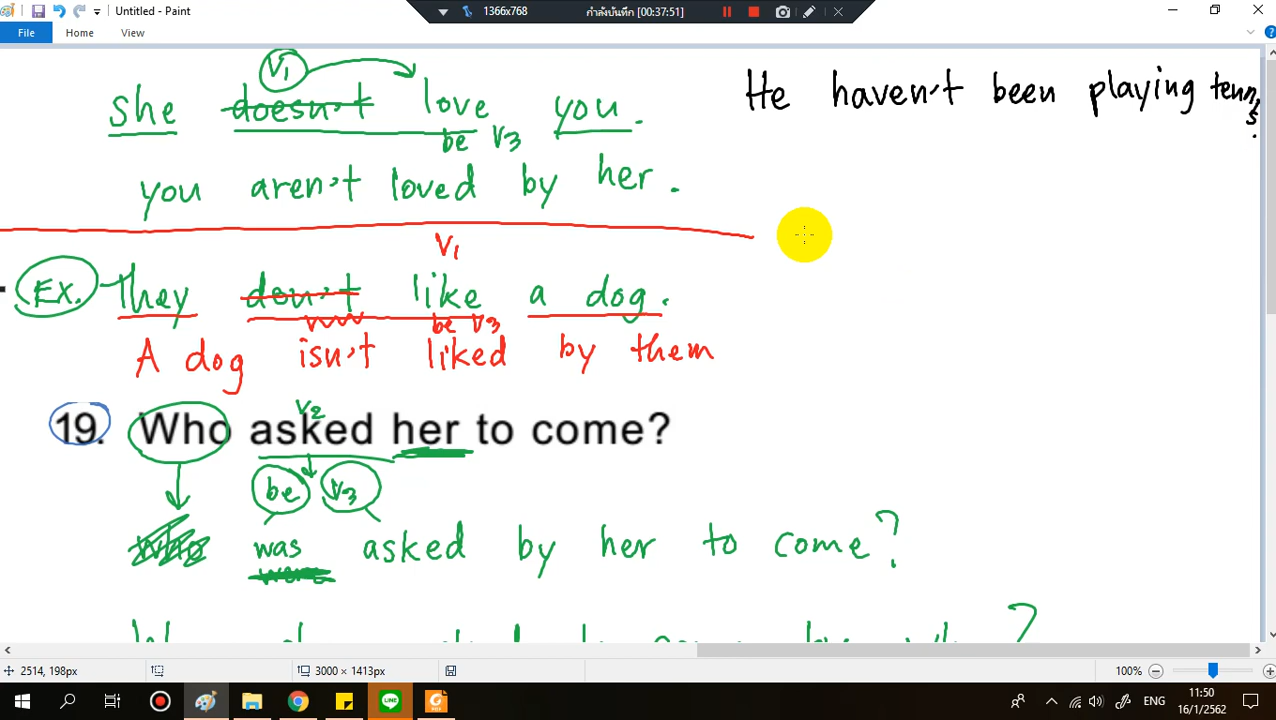 Untitled - Paint
1366x768
กำลังบันทึก [00:37:51]
File Home View
V1
she doesn't love you.
be V3
you aren't loved by her.
He haven't been playing tennis.
V1
Ex. They don't like a dog.
be V3
A dog isn't liked by them
V2
19. Who asked her to come?
be V3
who was asked by her to come?
were
2514, 198px
3000 × 1413px
100%
ENG
11:50
16/1/2562